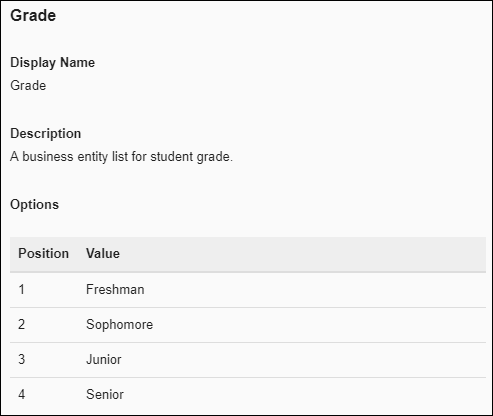 Grade
Display Name
Grade
Description
A business entity list for student grade.
Options
Position Value
1 Freshman
2 Sophomore
3 Junior
4 Senior